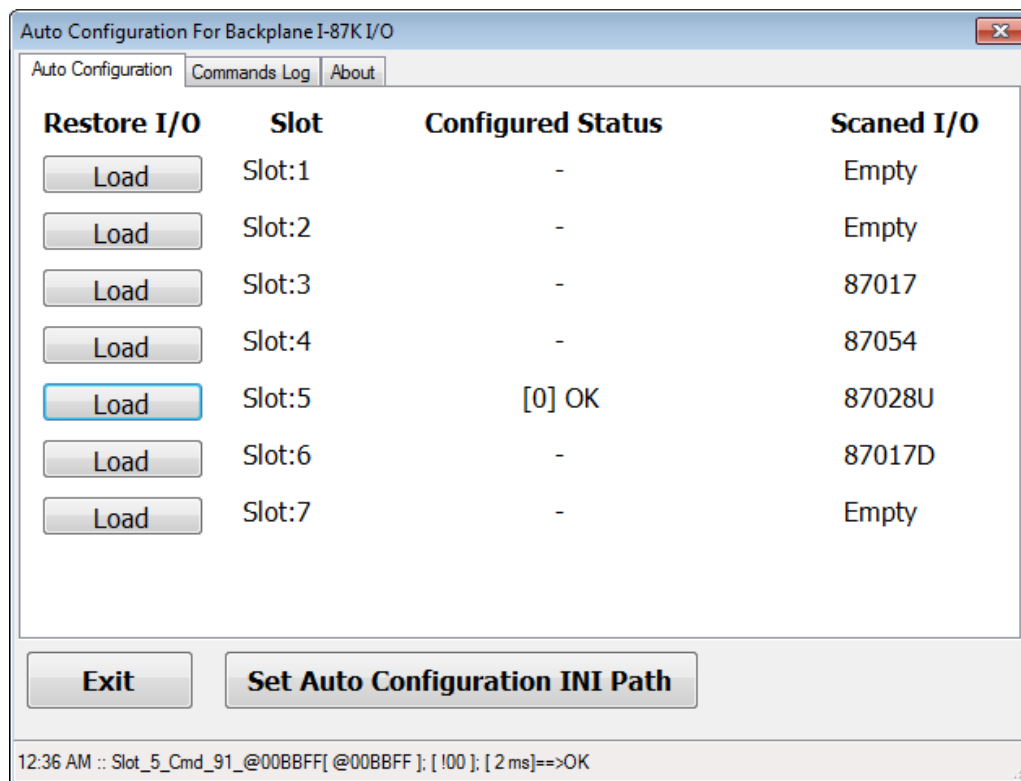 Auto Configuration For Backplane I-87K I/O
Auto Configuration Commands Log About
Restore I/O Slot Configured Status Scaned I/O
Load Slot:1 - Empty
Load Slot:2 - Empty
Load Slot:3 - 87017
Load Slot:4 - 87054
Load Slot:5 [0] OK 87028U
Load Slot:6 - 87017D
Load Slot:7 - Empty
Exit Set Auto Configuration INI Path
12:36 AM :: Slot_5_Cmd_91_@00BBFF[ @00BBFF ]; [ !00 ]; [ 2 ms]==>OK